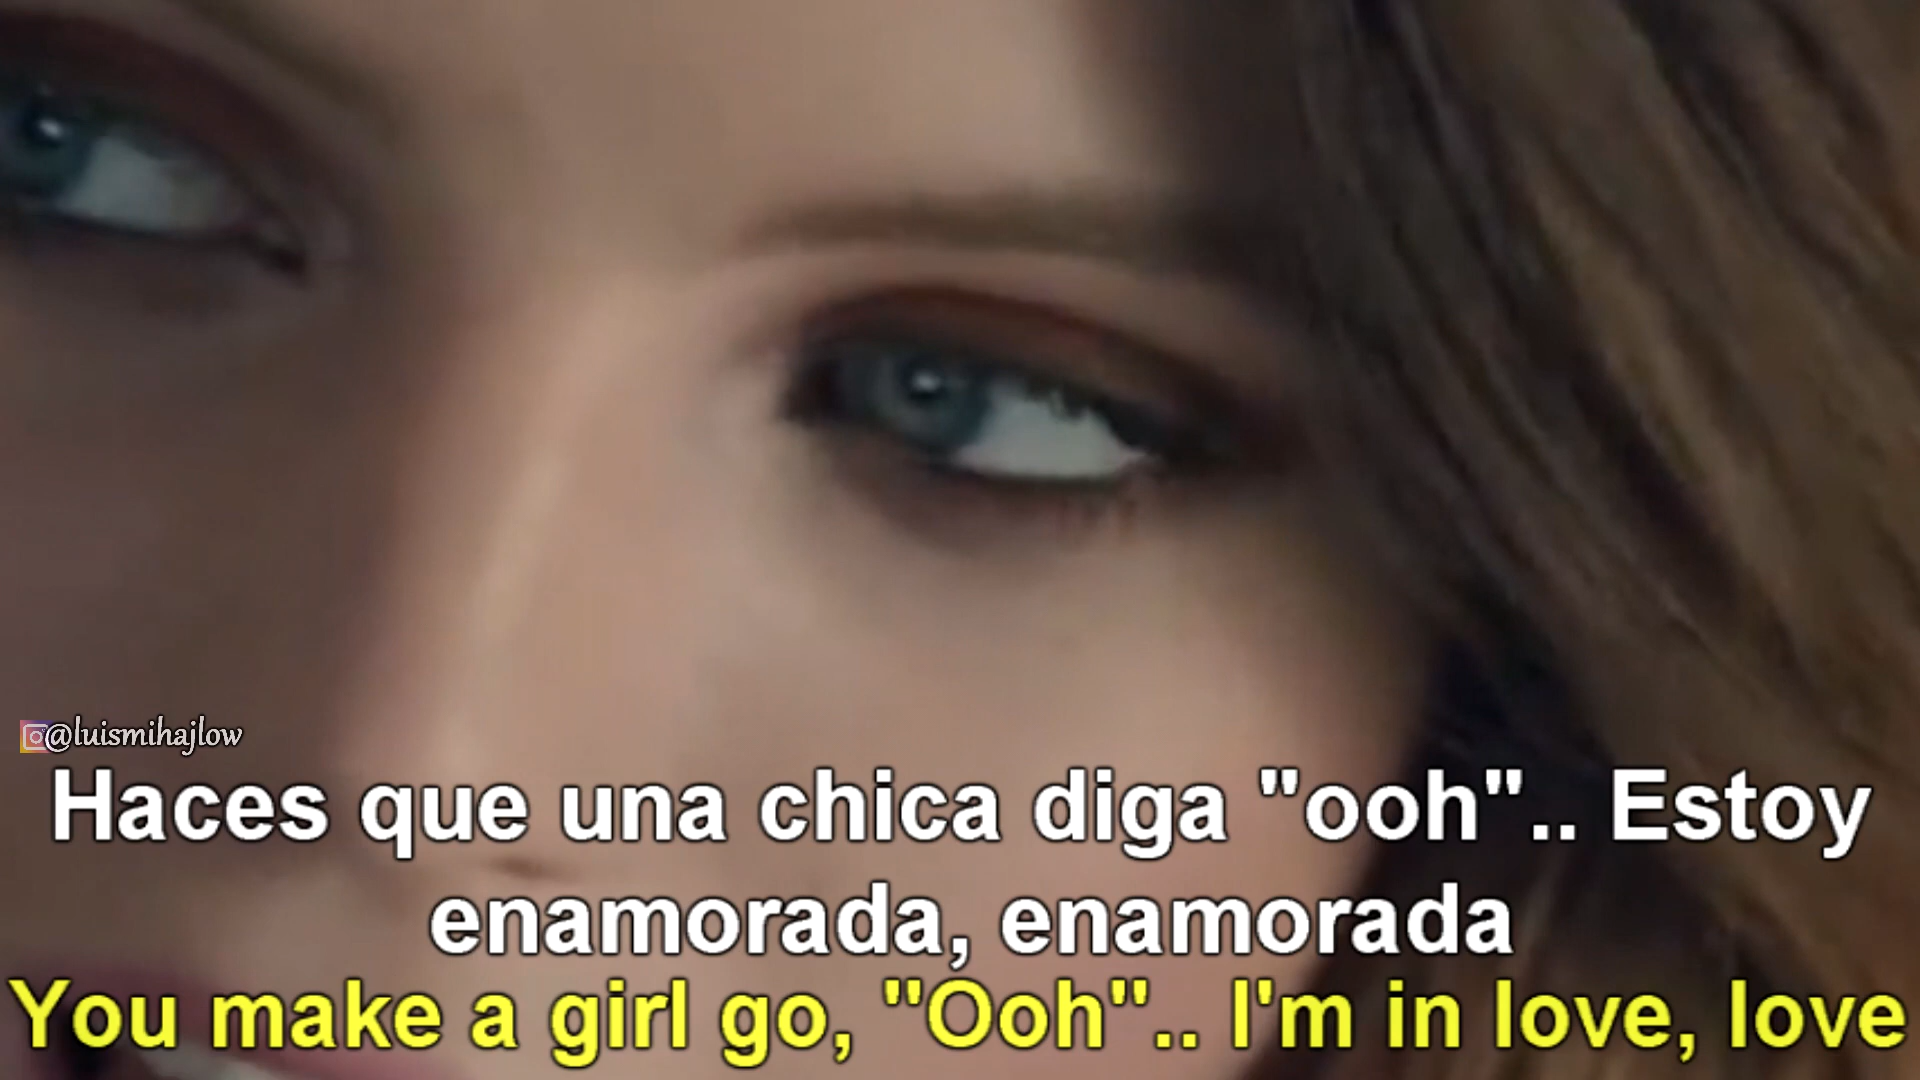 @luismihajlow
Haces que una chica diga "ooh".. Estoy
enamorada, enamorada
You make a girl go, "Ooh".. I'm in love, love